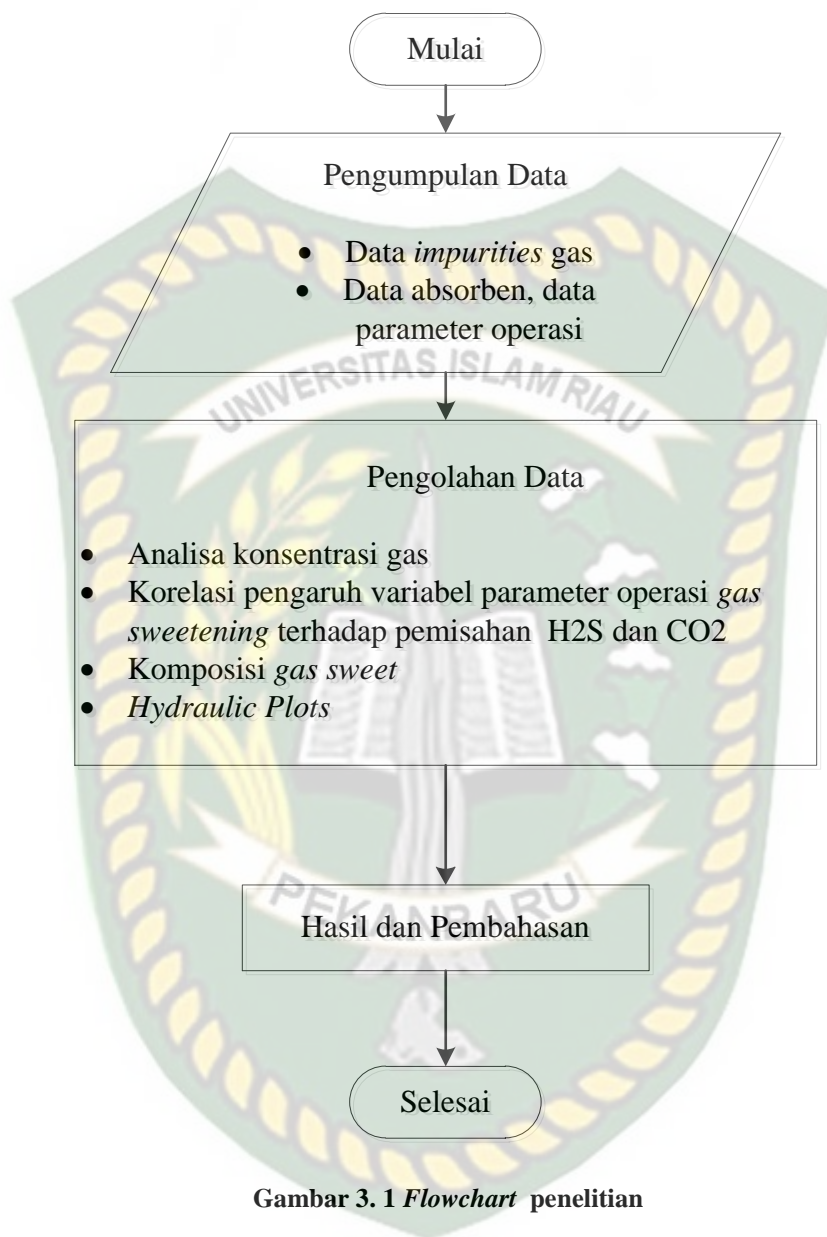 Mulai
Pengumpulan Data
• Data impurities gas
• Data absorben, data
parameter operasi
UNIVERSITAS ISLAM RIAU
Pengolahan Data
• Analisa konsentrasi gas
• Korelasi pengaruh variabel parameter operasi gas
sweetening terhadap pemisahan H2S dan CO2
• Komposisi gas sweet
• Hydraulic Plots
PEKANBARU
Hasil dan Pembahasan
Selesai
Gambar 3. 1 Flowchart penelitian